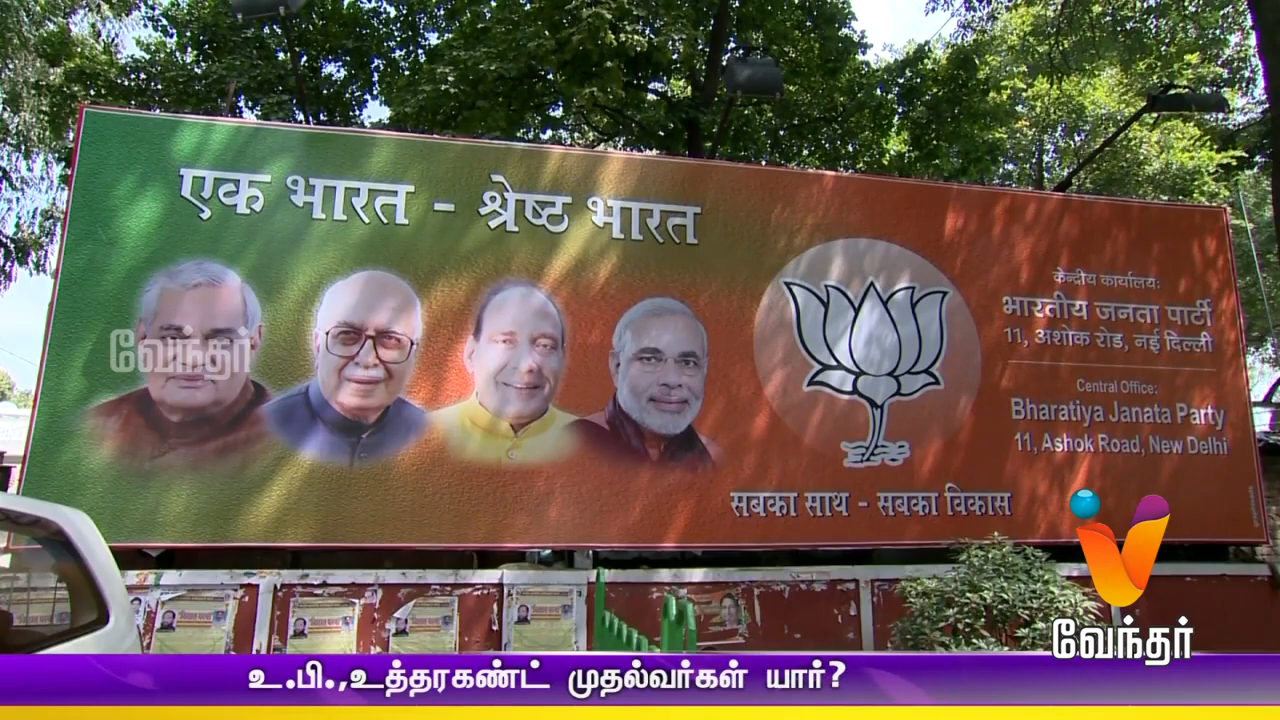 एक भारत - श्रेष्ठ भारत
வேந்தர்
केन्द्रीय कार्यालयः
भारतीय जनता पार्टी
11, अशोक रोड, नई दिल्ली
Central Office:
Bharatiya Janata Party
11, Ashok Road, New Delhi
सबका साथ - सबका विकास
வேந்தர்
உ.பி.,உத்தரகண்ட் முதல்வர்கள் யார்?